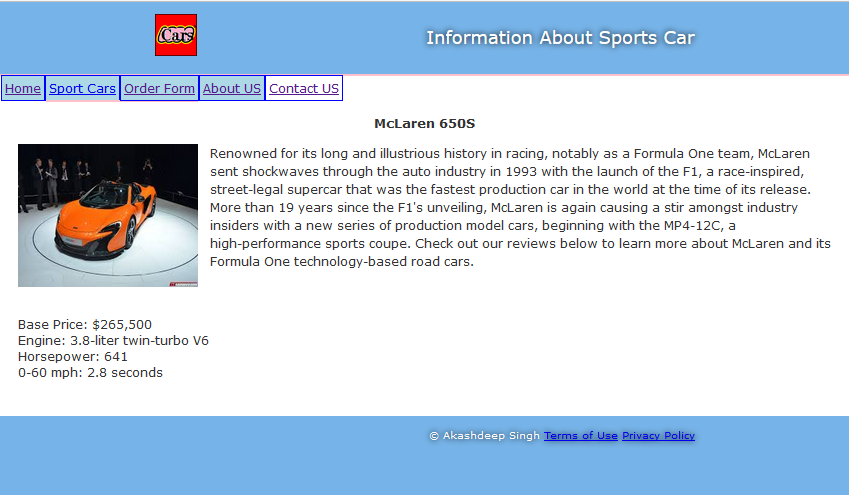 Cars
Information About Sports Car
Home
Sport Cars
Order Form
About US
Contact US
McLaren 650S
Renowned for its long and illustrious history in racing, notably as a Formula One team, McLaren
sent shockwaves through the auto industry in 1993 with the launch of the F1, a race-inspired,
street-legal supercar that was the fastest production car in the world at the time of its release.
More than 19 years since the F1's unveiling, McLaren is again causing a stir amongst industry
insiders with a new series of production model cars, beginning with the MP4-12C, a
high-performance sports coupe. Check out our reviews below to learn more about McLaren and its
Formula One technology-based road cars.
Base Price: $265,500
Engine: 3.8-liter twin-turbo V6
Horsepower: 641
0-60 mph: 2.8 seconds
© Akashdeep Singh Terms of Use Privacy Policy